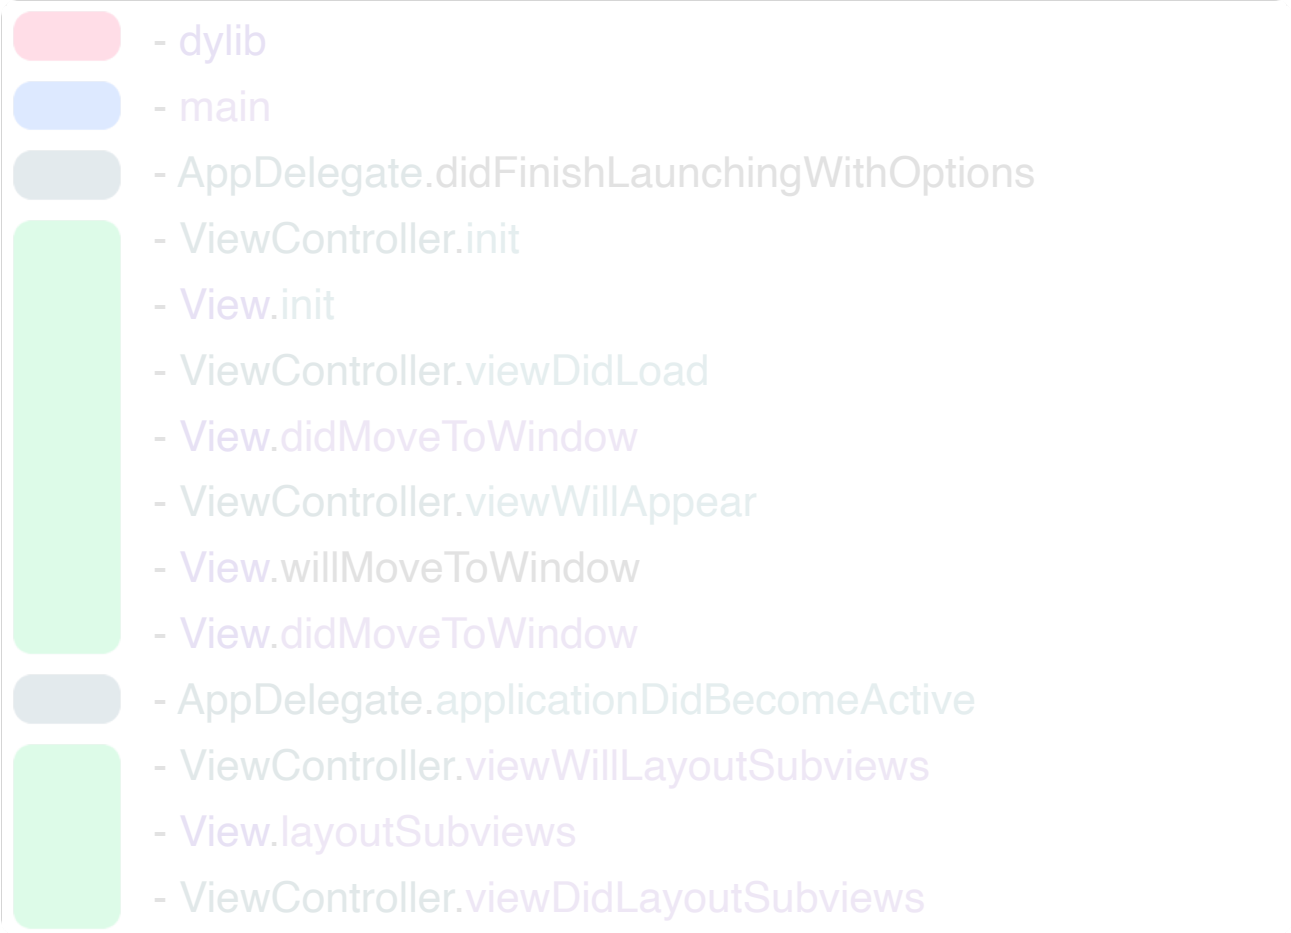 - dylib
- main
- AppDelegate.didFinishLaunchingWithOptions
- ViewController.init
- View.init
- ViewController.viewDidLoad
- View.didMoveToWindow
- ViewController.viewWillAppear
- View.willMoveToWindow
- View.didMoveToWindow
- AppDelegate.applicationDidBecomeActive
- ViewController.viewWillLayoutSubviews
- View.layoutSubviews
- ViewController.viewDidLayoutSubviews